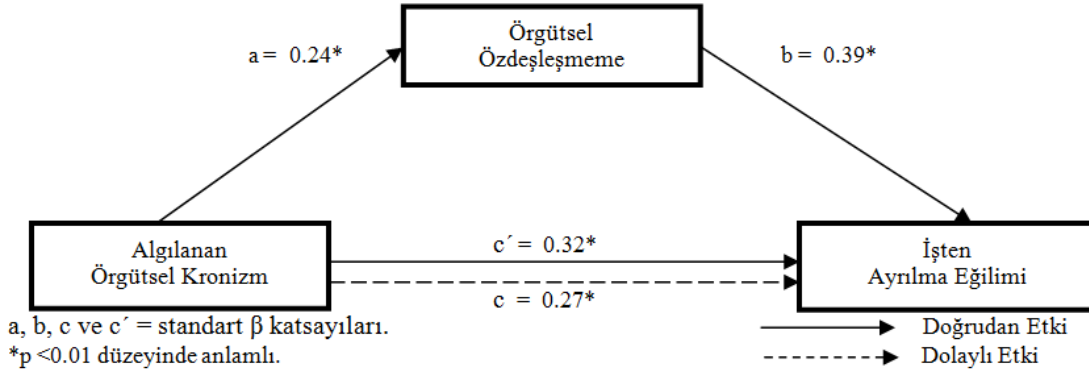 Örgütsel
Özdeşleşmeme
a = 0.24*
b = 0.39*
Algılanan
Örgütsel Kronizm
c´ = 0.32*
c = 0.27*
İşten
Ayrılma Eğilimi
a, b, c ve c´ = standart β katsayıları.
*p <0.01 düzeyinde anlamlı.
Doğrudan Etki
Dolaylı Etki